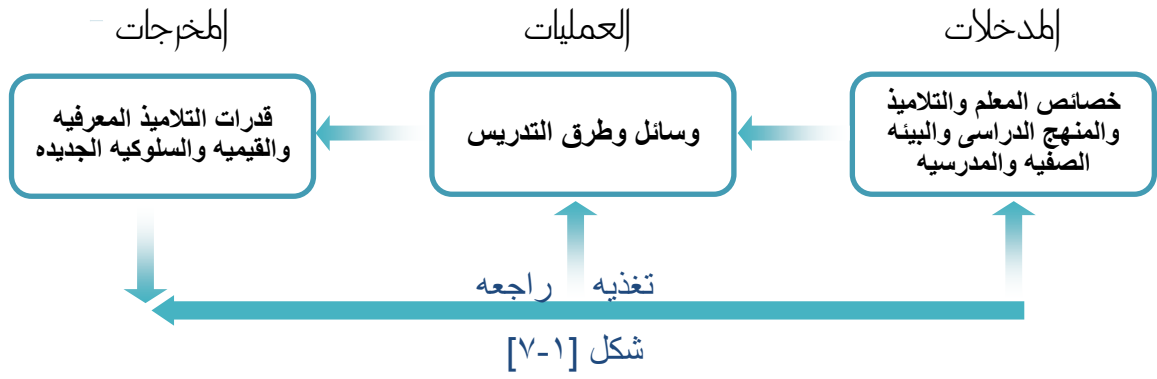 المدخلات
العمليات
المخرجات
خصائص المعلم والتلاميذ
والمنهج الدراسى والبيئه
الصفيه والمدرسيه
وسائل وطرق التدريس
قدرات التلاميذ المعرفيه
والقيميه والسلوكيه الجديده
تغذيه راجعه
شكل [١-٧]